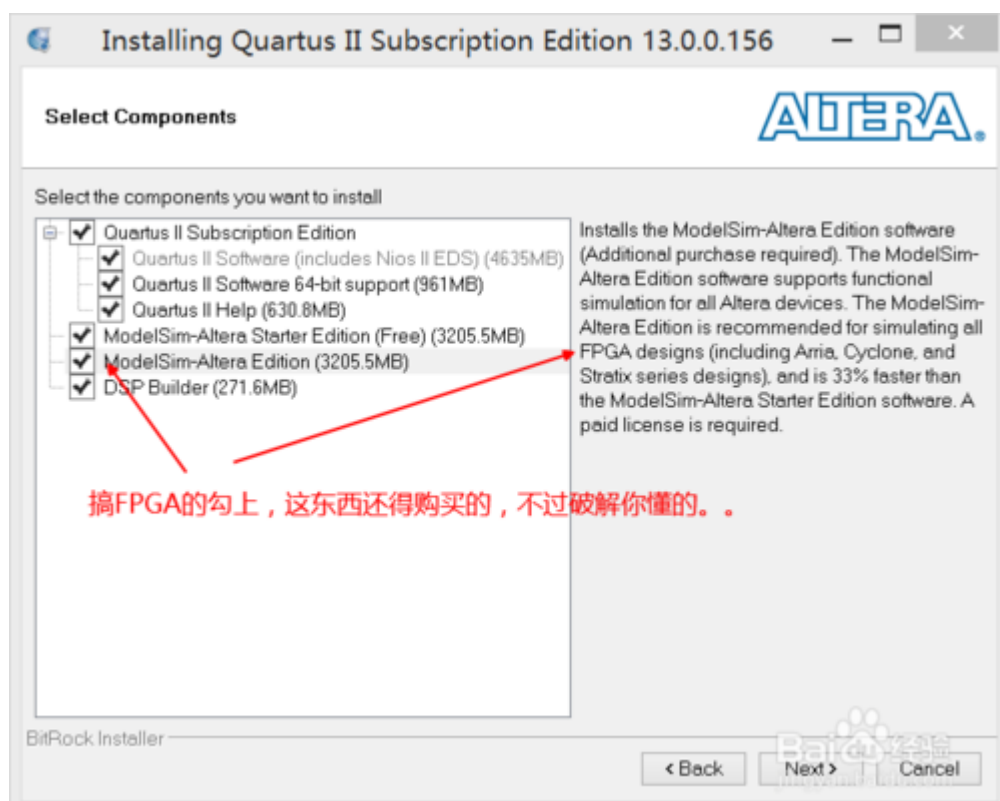 Installing Quartus II Subscription Edition 13.0.0.156
Select Components
ALTERA®
Select the components you want to install
Quartus II Subscription Edition
Quartus II Software (includes Nios II EDS) (4635MB)
Quartus II Software 64-bit support (961MB)
Quartus II Help (630.8MB)
ModelSim-Altera Starter Edition (Free) (3205.5MB)
ModelSim-Altera Edition (3205.5MB)
DSP Builder (271.6MB)
Installs the ModelSim-Altera Edition software
(Additional purchase required). The ModelSim-
Altera Edition software supports functional
simulation for all Altera devices. The ModelSim-
Altera Edition is recommended for simulating all
FPGA designs (including Arria, Cyclone, and
Stratix series designs), and is 33% faster than
the ModelSim-Altera Starter Edition software. A
paid license is required.
搞FPGA的勾上，这东西还得购买的，不过破解你懂的。。
BitRock Installer
< Back
Next >
Cancel
Baidu经验